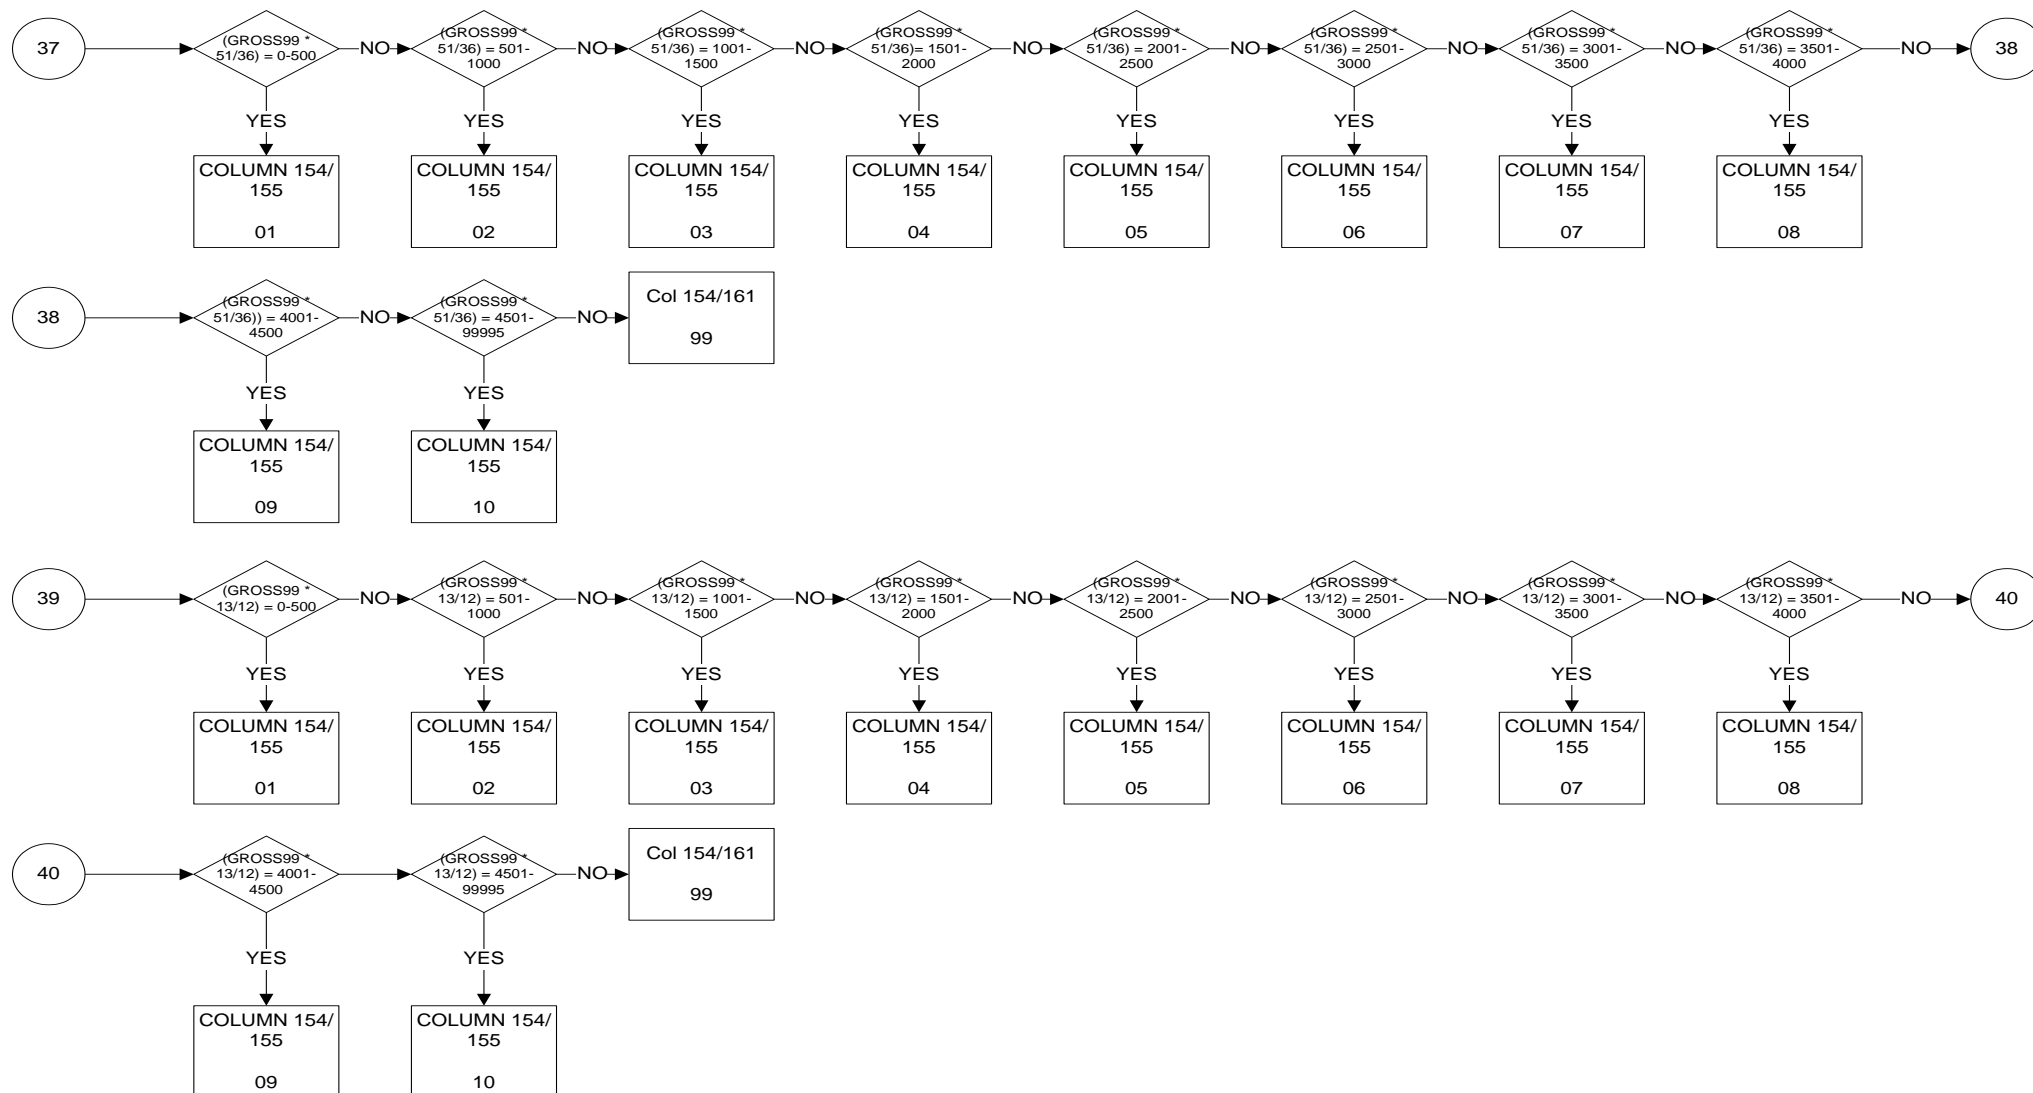 37
(GROSS99 *
51/36) = 0-500
NO
(GROSS99 *
51/36) = 501-
1000
NO
(GROSS99 *
51/36) = 1001-
1500
NO
(GROSS99 *
51/36)= 1501-
2000
NO
(GROSS99 *
51/36) = 2001-
2500
NO
(GROSS99 *
51/36) = 2501-
3000
NO
(GROSS99 *
51/36) = 3001-
3500
NO
(GROSS99 *
51/36) = 3501-
4000
NO
38
YES
YES
YES
YES
YES
YES
YES
YES
COLUMN 154/
155
01
COLUMN 154/
155
02
COLUMN 154/
155
03
COLUMN 154/
155
04
COLUMN 154/
155
05
COLUMN 154/
155
06
COLUMN 154/
155
07
COLUMN 154/
155
08
38
(GROSS99 *
51/36)) = 4001-
4500
NO
(GROSS99 *
51/36) = 4501-
99995
NO
Col 154/161
99
YES
YES
COLUMN 154/
155
09
COLUMN 154/
155
10
39
(GROSS99 *
13/12) = 0-500
NO
(GROSS99 *
13/12) = 501-
1000
NO
(GROSS99 *
13/12) = 1001-
1500
NO
(GROSS99 *
13/12) = 1501-
2000
NO
(GROSS99 *
13/12) = 2001-
2500
NO
(GROSS99 *
13/12) = 2501-
3000
NO
(GROSS99 *
13/12) = 3001-
3500
NO
(GROSS99 *
13/12) = 3501-
4000
NO
40
YES
YES
YES
YES
YES
YES
YES
YES
COLUMN 154/
155
01
COLUMN 154/
155
02
COLUMN 154/
155
03
COLUMN 154/
155
04
COLUMN 154/
155
05
COLUMN 154/
155
06
COLUMN 154/
155
07
COLUMN 154/
155
08
40
(GROSS99 *
13/12) = 4001-
4500
(GROSS99 *
13/12) = 4501-
99995
NO
Col 154/161
99
YES
YES
COLUMN 154/
155
09
COLUMN 154/
155
10